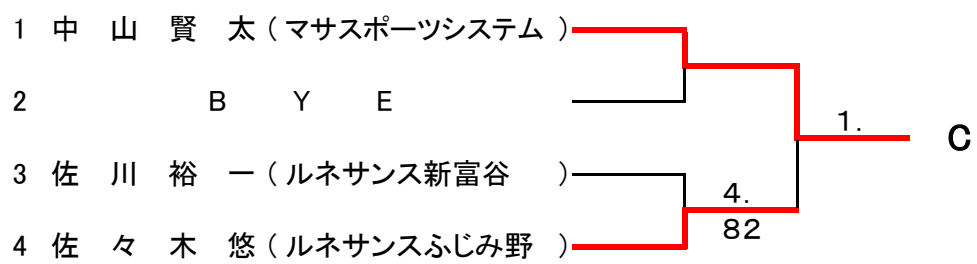 1 中 山 賢 太 ( マサスポーツシステム )
1.
C
2 B Y E
3 佐 川 裕 一 ( ルネサンス新富谷 )
4.
82
4 佐 々 木 悠 ( ルネサンスふじみ野 )